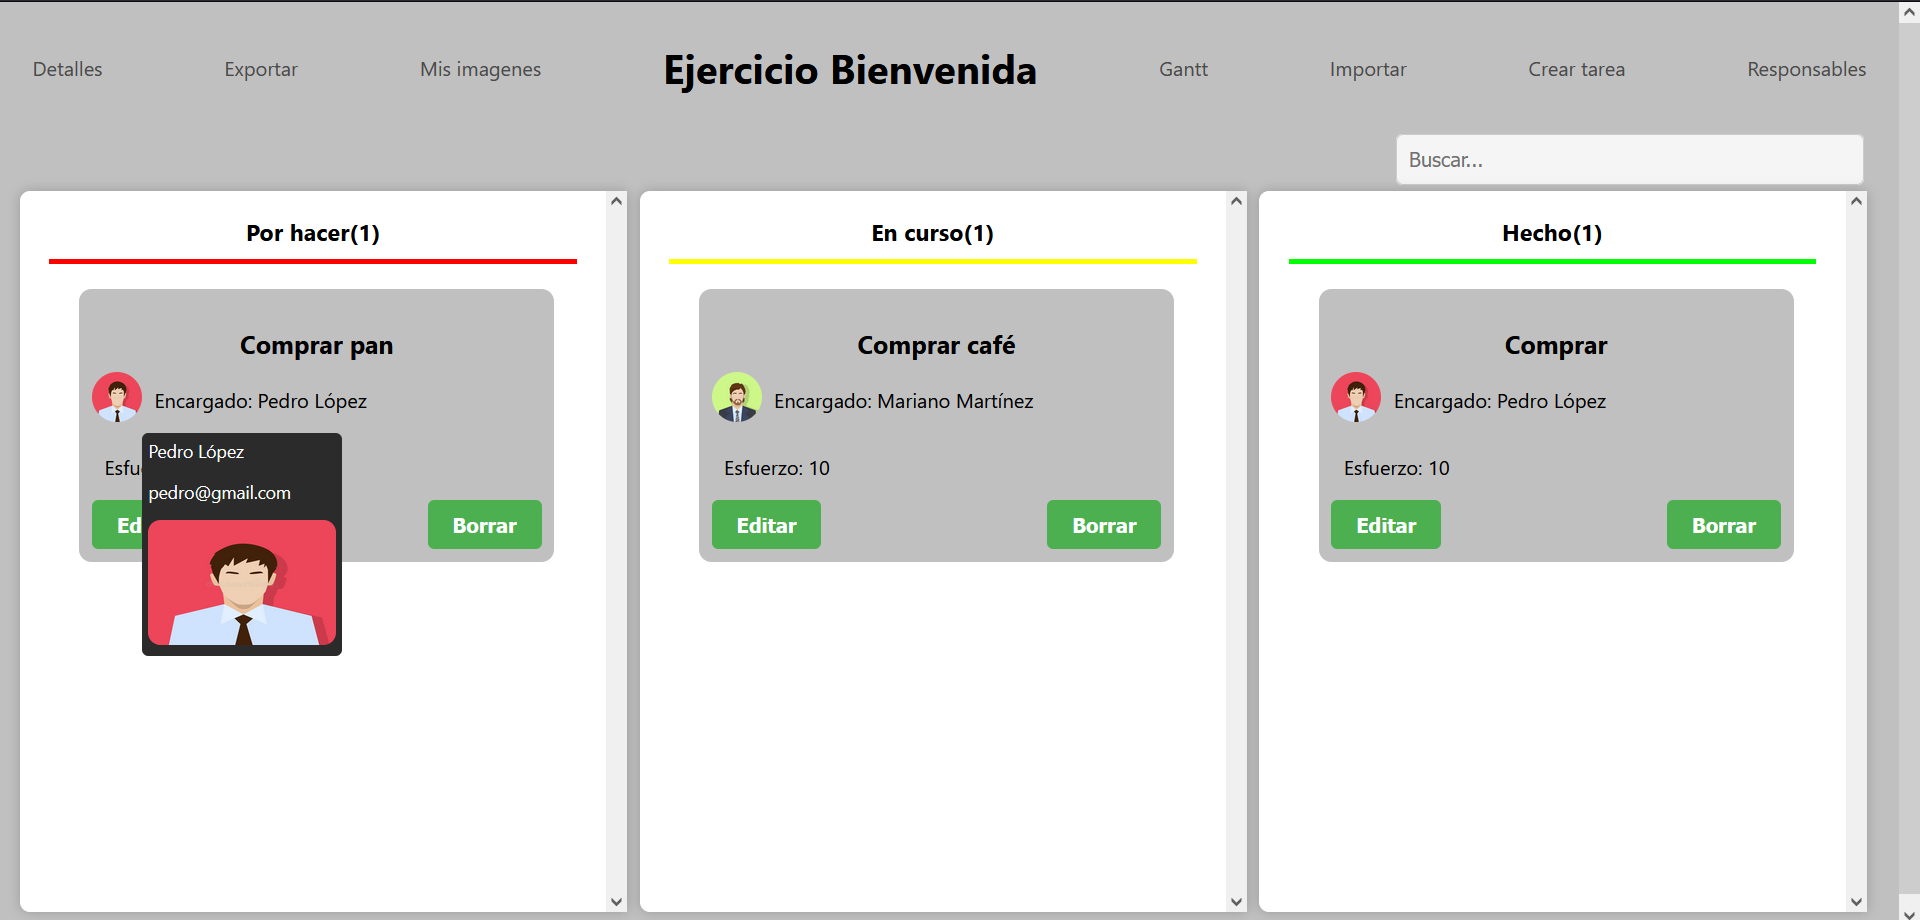 Detalles
Exportar
Mis imagenes
Ejercicio Bienvenida
Gantt
Importar
Crear tarea
Responsables
Buscar...
Por hacer(1)
Comprar pan
Encargado: Pedro López
Esfu
Ed
Borrar
Pedro López
pedro@gmail.com
En curso(1)
Comprar café
Encargado: Mariano Martínez
Esfuerzo: 10
Editar
Borrar
Hecho(1)
Comprar
Encargado: Pedro López
Esfuerzo: 10
Editar
Borrar